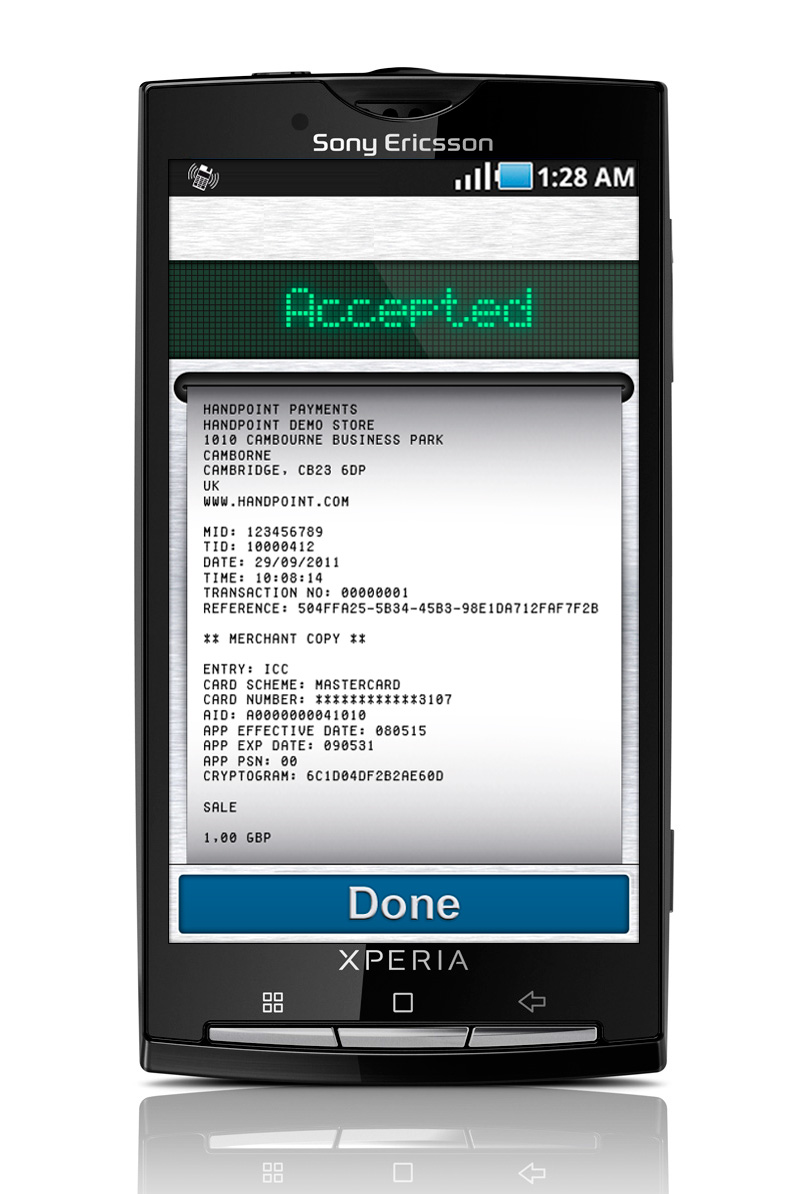 Sony Ericsson
1:28 AM
Accepted
HANDPOINT PAYMENTS
HANDPOINT DEMO STORE
1010 CAMBOURNE BUSINESS PARK
CAMBORNE
CAMBRIDGE, CB23 6DP
UK
WWW.HANDPOINT.COM
MID: 123456789
TID: 10000412
DATE: 29/09/2011
TIME: 10:08:14
TRANSACTION NO: 00000001
REFERENCE: 504FFA25-5B34-45B3-98E1DA712FAF7F2B
** MERCHANT COPY **
ENTRY: ICC
CARD SCHEME: MASTERCARD
CARD NUMBER: ************3107
AID: A0000000041010
APP EFFECTIVE DATE: 080515
APP EXP DATE: 090531
APP PSN: 00
CRYPTOGRAM: 6C1D04DF2B2AE60D
SALE
1,00 GBP
Done
XPERIA